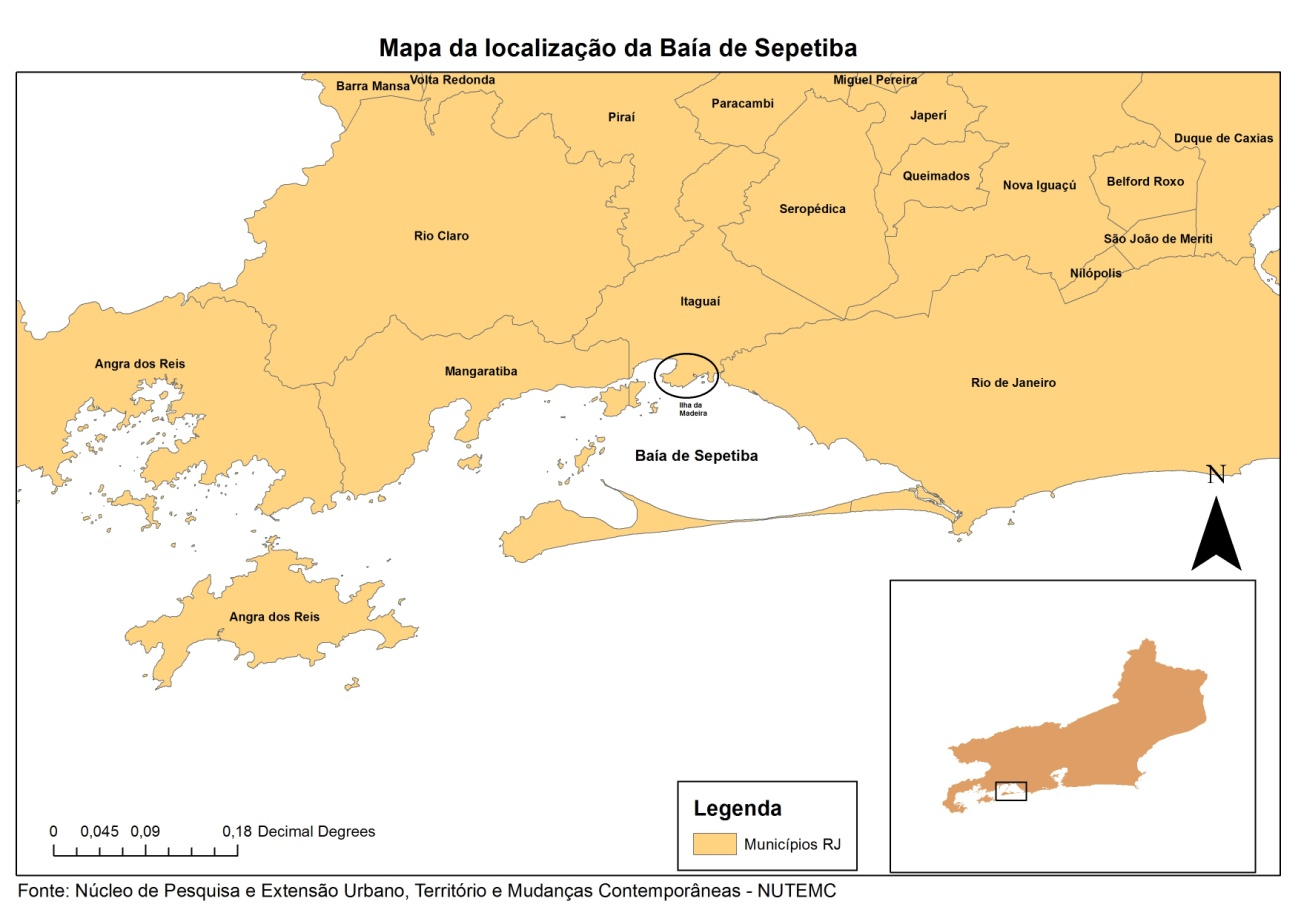 Mapa da localização da Baía de Sepetiba
Barra Mansa
Volta Redonda
Miguel Pereira
Piraí
Paracambi
Japerí
Duque de Caxias
Queimados
Nova Iguaçú
Belford Roxo
Seropédica
Rio Claro
São João de Meriti
Nilópolis
Itaguaí
Angra dos Reis
Mangaratiba
Rio de Janeiro
Ilha da
Madeira
Baía de Sepetiba
N
Angra dos Reis
Legenda
Municípios RJ
0 0,045 0,09 0,18 Decimal Degrees
Fonte: Núcleo de Pesquisa e Extensão Urbano, Território e Mudanças Contemporâneas - NUTEMC